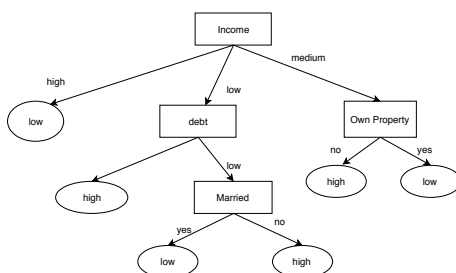 Income
high
low
medium
low
debt
Own Property
no
yes
low
high
high
low
Married
yes
no
low
high